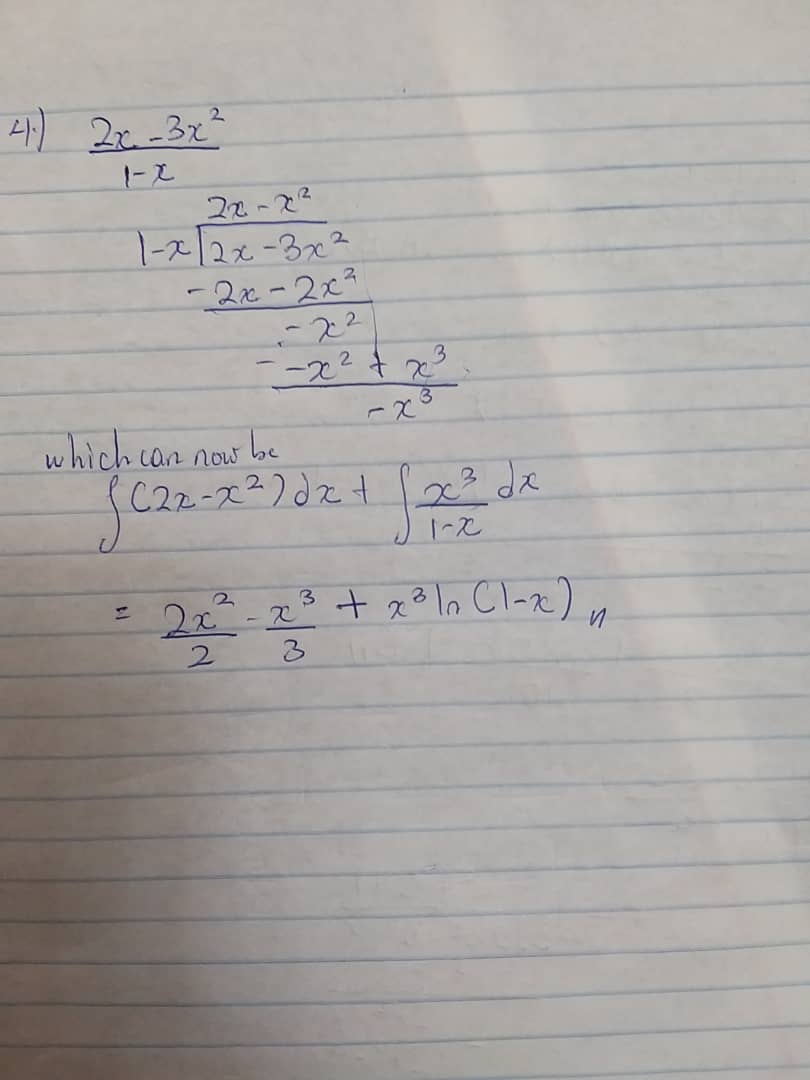 4.) 2x - 3x²
1-x
2x - x²
1-x 2x - 3x²
- 2x - 2x²
- x²
- -x² + x³
- x³
which can now be
∫(2x-x²)dx + ∫ x³/1-x dx
= 2x²/2 - x³/3 + x³ ln (1-x)